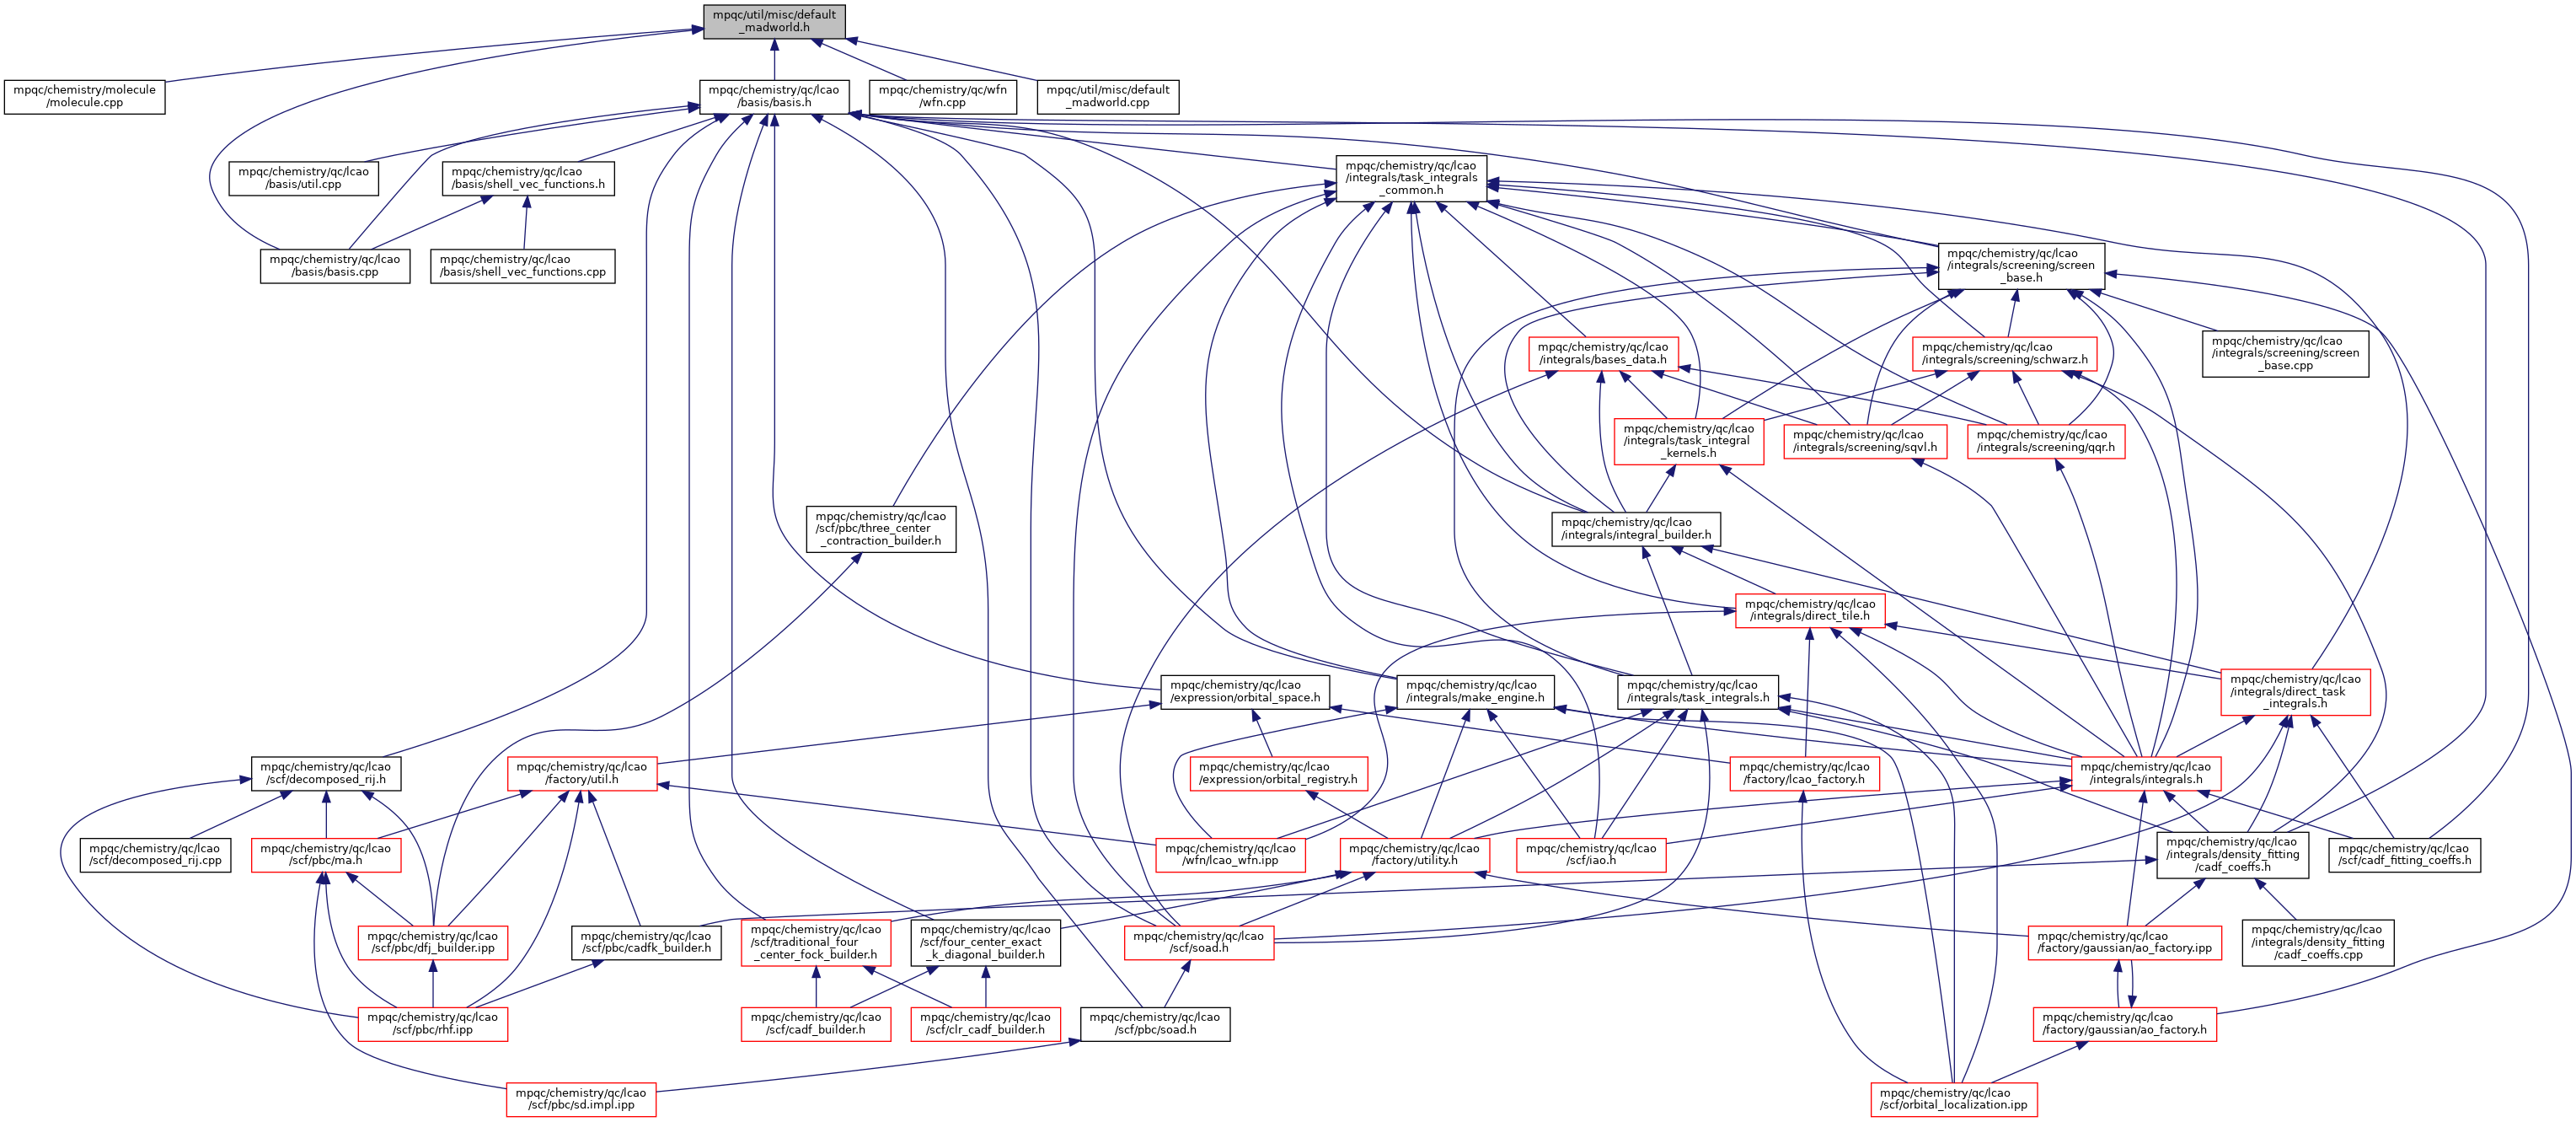 mpqc/util/misc/default
_madworld.h
mpqc/chemistry/molecule
/molecule.cpp
mpqc/chemistry/qc/lcao
/basis/basis.h
mpqc/chemistry/qc/wfn
/wfn.cpp
mpqc/util/misc/default
_madworld.cpp
mpqc/chemistry/qc/lcao
/basis/util.cpp
mpqc/chemistry/qc/lcao
/basis/shell_vec_functions.h
mpqc/chemistry/qc/lcao
/integrals/task_integrals
_common.h
mpqc/chemistry/qc/lcao
/basis/basis.cpp
mpqc/chemistry/qc/lcao
/basis/shell_vec_functions.cpp
mpqc/chemistry/qc/lcao
/integrals/screening/screen
_base.h
mpqc/chemistry/qc/lcao
/integrals/bases_data.h
mpqc/chemistry/qc/lcao
/integrals/screening/schwarz.h
mpqc/chemistry/qc/lcao
/integrals/screening/screen
_base.cpp
mpqc/chemistry/qc/lcao
/integrals/task_integral
_kernels.h
mpqc/chemistry/qc/lcao
/integrals/screening/sqvl.h
mpqc/chemistry/qc/lcao
/integrals/screening/qqr.h
mpqc/chemistry/qc/lcao
/scf/pbc/three_center
_contraction_builder.h
mpqc/chemistry/qc/lcao
/integrals/integral_builder.h
mpqc/chemistry/qc/lcao
/integrals/direct_tile.h
mpqc/chemistry/qc/lcao
/expression/orbital_space.h
mpqc/chemistry/qc/lcao
/integrals/make_engine.h
mpqc/chemistry/qc/lcao
/integrals/task_integrals.h
mpqc/chemistry/qc/lcao
/integrals/direct_task
_integrals.h
mpqc/chemistry/qc/lcao
/scf/decomposed_rij.h
mpqc/chemistry/qc/lcao
/factory/util.h
mpqc/chemistry/qc/lcao
/expression/orbital_registry.h
mpqc/chemistry/qc/lcao
/factory/lcao_factory.h
mpqc/chemistry/qc/lcao
/integrals/integrals.h
mpqc/chemistry/qc/lcao
/scf/decomposed_rij.cpp
mpqc/chemistry/qc/lcao
/scf/pbc/ma.h
mpqc/chemistry/qc/lcao
/wfn/lcao_wfn.ipp
mpqc/chemistry/qc/lcao
/factory/utility.h
mpqc/chemistry/qc/lcao
/scf/iao.h
mpqc/chemistry/qc/lcao
/integrals/density_fitting
/cadf_coeffs.h
mpqc/chemistry/qc/lcao
/scf/cadf_fitting_coeffs.h
mpqc/chemistry/qc/lcao
/scf/pbc/dfj_builder.ipp
mpqc/chemistry/qc/lcao
/scf/pbc/cadfk_builder.h
mpqc/chemistry/qc/lcao
/scf/traditional_four
_center_fock_builder.h
mpqc/chemistry/qc/lcao
/scf/four_center_exact
_k_diagonal_builder.h
mpqc/chemistry/qc/lcao
/scf/soad.h
mpqc/chemistry/qc/lcao
/factory/gaussian/ao_factory.ipp
mpqc/chemistry/qc/lcao
/integrals/density_fitting
/cadf_coeffs.cpp
mpqc/chemistry/qc/lcao
/scf/pbc/rhf.ipp
mpqc/chemistry/qc/lcao
/scf/cadf_builder.h
mpqc/chemistry/qc/lcao
/scf/clr_cadf_builder.h
mpqc/chemistry/qc/lcao
/scf/pbc/soad.h
mpqc/chemistry/qc/lcao
/factory/gaussian/ao_factory.h
mpqc/chemistry/qc/lcao
/scf/pbc/sd.impl.ipp
mpqc/chemistry/qc/lcao
/scf/orbital_localization.ipp